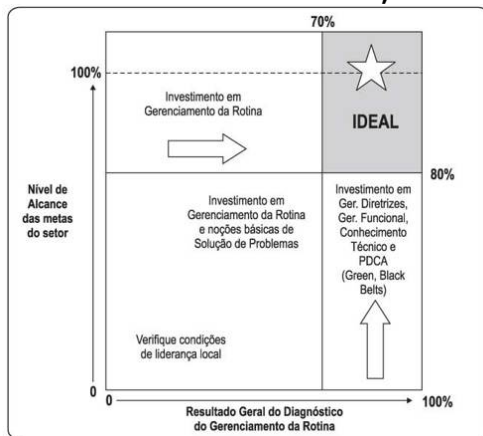 70%
100%
Investimento em
Gerenciamento da Rotina
IDEAL
80%
Nível de
Alcance
das metas
do setor
Investimento em
Gerenciamento da Rotina
e noções básicas de
Solução de Problemas
Investimento em
Ger. Diretrizes,
Ger. Funcional,
Conhecimento
Técnico e
PDCA
(Green, Black
Belts)
Verifique condições
de liderança local
0
0
100%
Resultado Geral do Diagnóstico
do Gerenciamento da Rotina